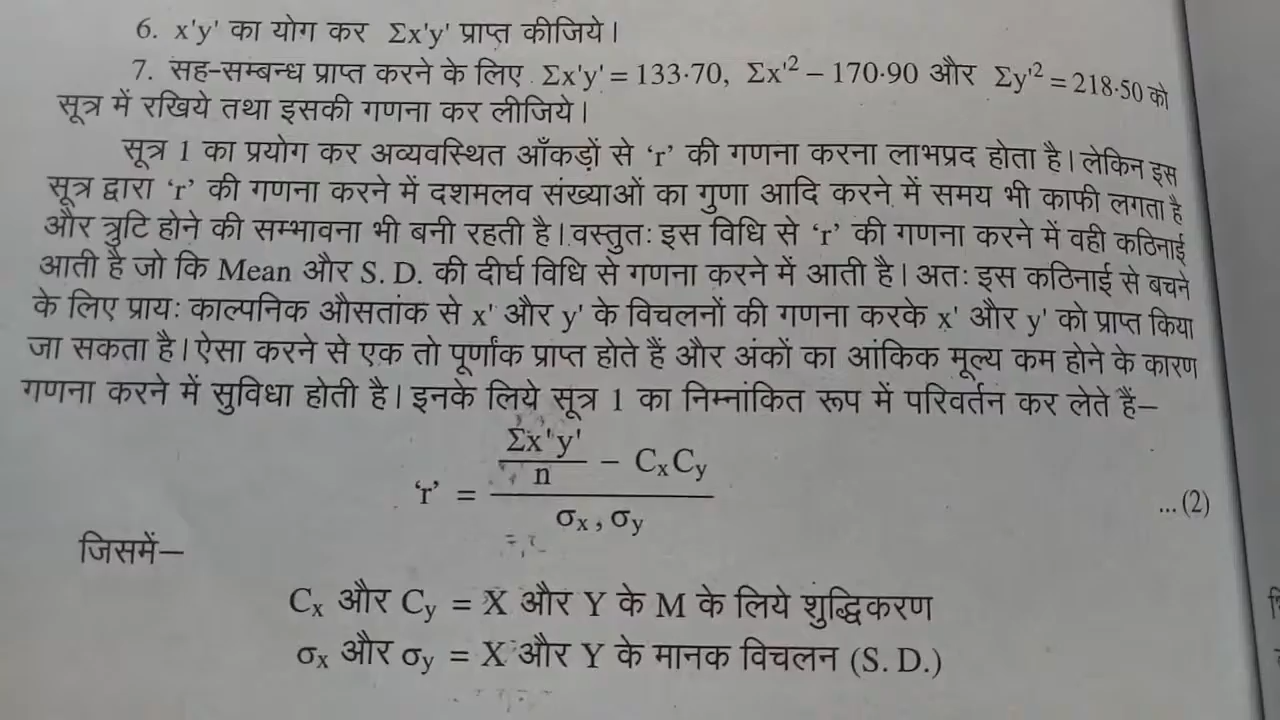 6. x'y' का योग कर Σx'y' प्राप्त कीजिये।
7. सह-सम्बन्ध प्राप्त करने के लिए Σx'y' = 133·70, Σx'² – 170·90 और Σy'² = 218·50 को
सूत्र में रखिये तथा इसकी गणना कर लीजिये।
सूत्र 1 का प्रयोग कर अव्यवस्थित आँकड़ों से ‘r’ की गणना करना लाभप्रद होता है। लेकिन इस
सूत्र द्वारा ‘r’ की गणना करने में दशमलव संख्याओं का गुणा आदि करने में समय भी काफी लगता है
और त्रुटि होने की सम्भावना भी बनी रहती है। वस्तुतः इस विधि से ‘r’ की गणना करने में वही कठिनाई
आती है जो कि Mean और S. D. की दीर्घ विधि से गणना करने में आती है। अतः इस कठिनाई से बचने
के लिए प्रायः काल्पनिक औसतांक से x' और y' के विचलनों की गणना करके x' और y' को प्राप्त किया
जा सकता है। ऐसा करने से एक तो पूर्णांक प्राप्त होते हैं और अंकों का आंकिक मूल्य कम होने के कारण
गणना करने में सुविधा होती है। इनके लिये सूत्र 1 का निम्नांकित रूप में परिवर्तन कर लेते हैं–
Σx'y'
n
– CₓCᵧ
‘r’ =
σₓ, σᵧ
...(2)
जिसमें–
Cₓ और Cᵧ = X और Y के M के लिये शुद्धिकरण
σₓ और σᵧ = X और Y के मानक विचलन (S. D.)